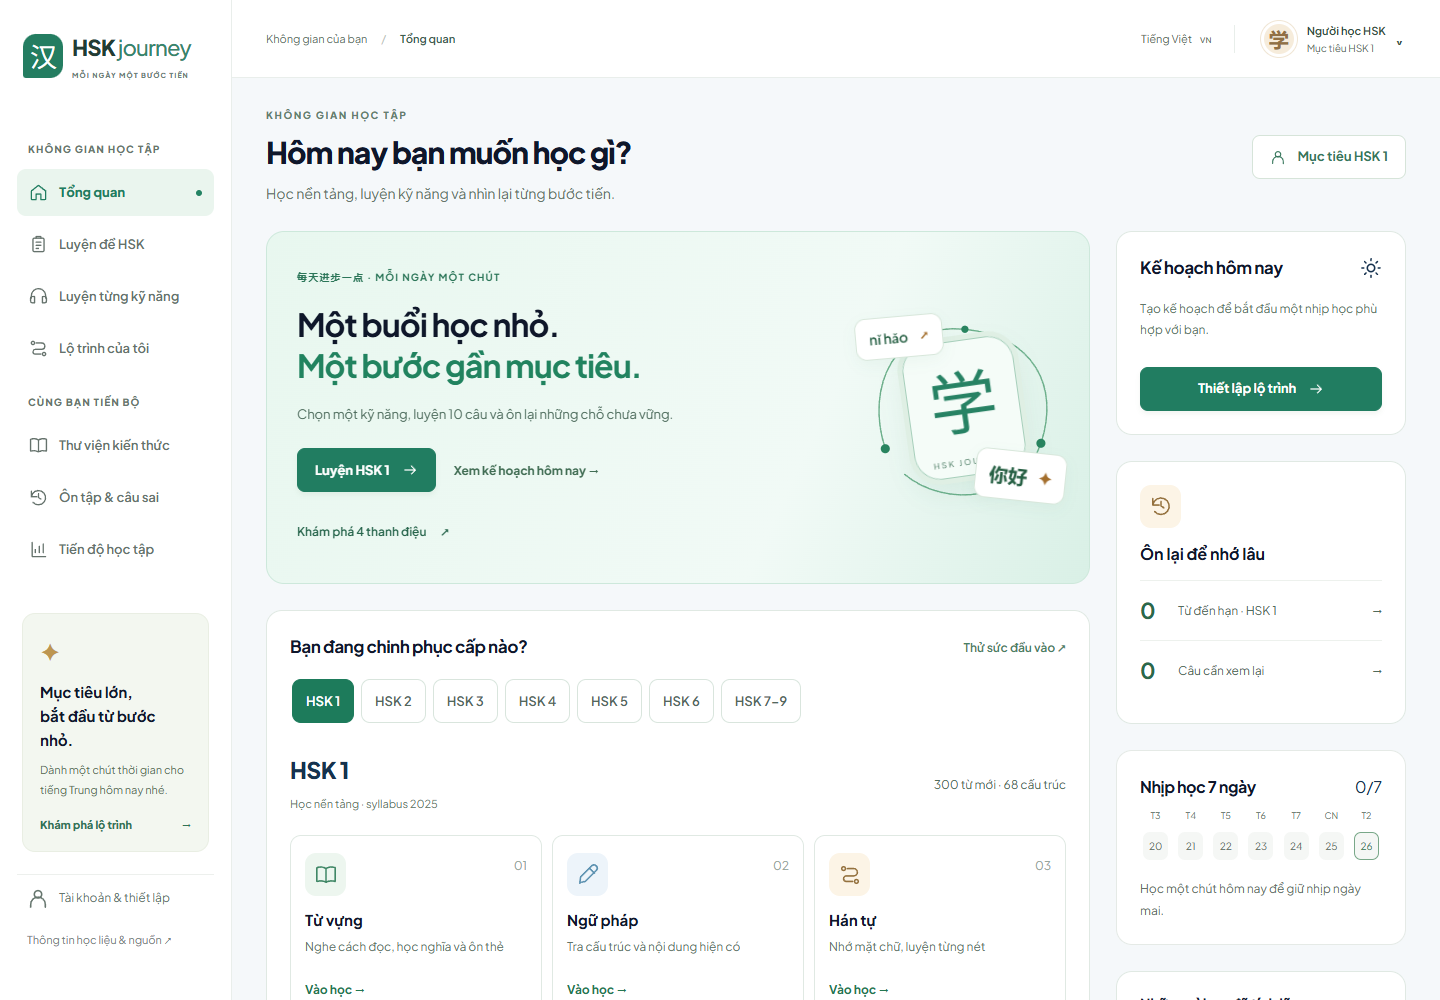 汉
HSK journey
MỖI NGÀY MỘT BƯỚC TIẾN
KHÔNG GIAN HỌC TẬP
Tổng quan
Luyện đề HSK
Luyện từng kỹ năng
Lộ trình của tôi
CÙNG BẠN TIẾN BỘ
Thư viện kiến thức
Ôn tập & câu sai
Tiến độ học tập
Mục tiêu lớn,
bắt đầu từ bước
nhỏ.
Dành một chút thời gian cho
tiếng Trung hôm nay nhé.
Khám phá lộ trình →
Tài khoản & thiết lập
Thông tin học liệu & nguồn ↗
Không gian của bạn / Tổng quan
Tiếng Việt VN
学
Người học HSK
Mục tiêu HSK 1
KHÔNG GIAN HỌC TẬP
Hôm nay bạn muốn học gì?
Học nền tảng, luyện kỹ năng và nhìn lại từng bước tiến.
Mục tiêu HSK 1
每天进步一点 · MỖI NGÀY MỘT CHÚT
Một buổi học nhỏ.
Một bước gần mục tiêu.
Chọn một kỹ năng, luyện 10 câu và ôn lại những chỗ chưa vững.
Luyện HSK 1 →
Xem kế hoạch hôm nay →
Khám phá 4 thanh điệu ↗
nǐ hǎo ↗
学
HSK JOU
你好
Bạn đang chinh phục cấp nào?
Thử sức đầu vào ↗
HSK 1
HSK 2
HSK 3
HSK 4
HSK 5
HSK 6
HSK 7–9
HSK 1
Học nền tảng · syllabus 2025
300 từ mới · 68 cấu trúc
01
Từ vựng
Nghe cách đọc, học nghĩa và ôn thẻ
Vào học →
02
Ngữ pháp
Tra cấu trúc và nội dung hiện có
Vào học →
03
Hán tự
Nhớ mặt chữ, luyện từng nét
Vào học →
Kế hoạch hôm nay
Tạo kế hoạch để bắt đầu một nhịp học phù
hợp với bạn.
Thiết lập lộ trình →
Ôn lại để nhớ lâu
0 Từ đến hạn · HSK 1 →
0 Câu cần xem lại →
Nhịp học 7 ngày 0/7
T3 T4 T5 T6 T7 CN T2
20 21 22 23 24 25 26
Học một chút hôm nay để giữ nhịp ngày
mai.